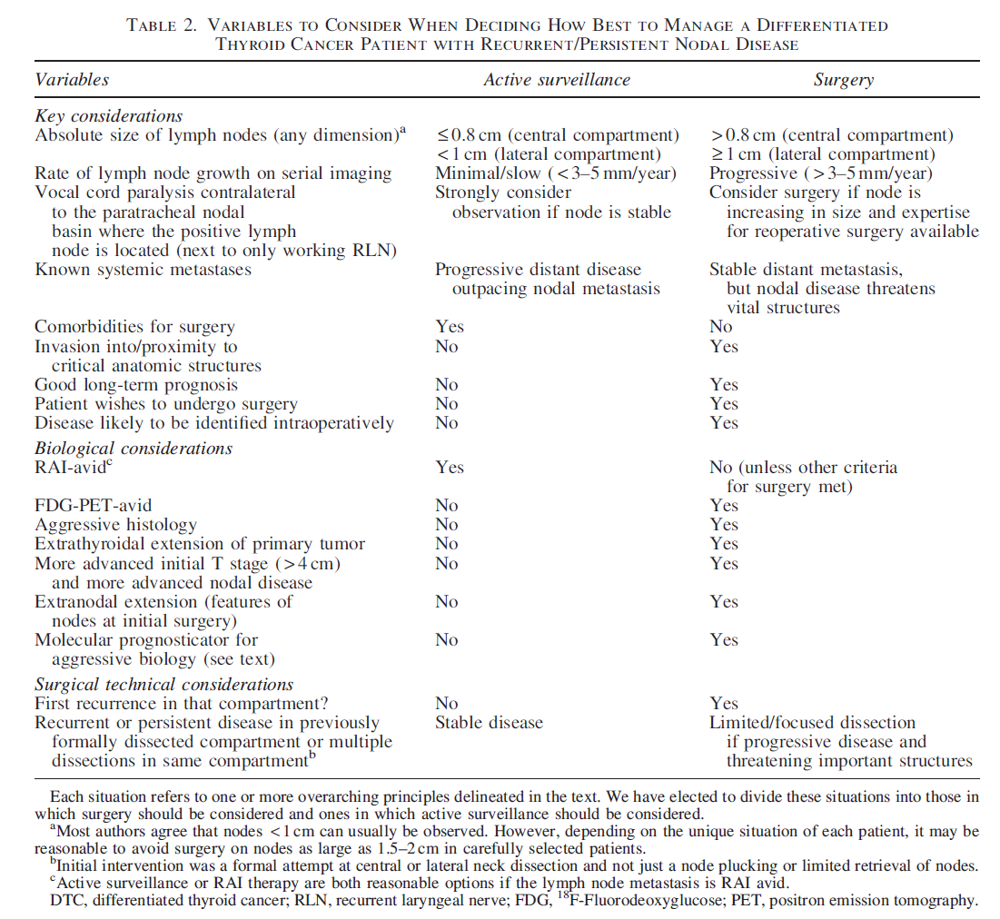 TABLE 2. VARIABLES TO CONSIDER WHEN DECIDING HOW BEST TO MANAGE A DIFFERENTIATED
THYROID CANCER PATIENT WITH RECURRENT/PERSISTENT NODAL DISEASE
Variables Active surveillance Surgery
Key considerations
Absolute size of lymph nodes (any dimension)a ≤0.8 cm (central compartment) >0.8 cm (central compartment)
<1 cm (lateral compartment) ≥1 cm (lateral compartment)
Rate of lymph node growth on serial imaging Minimal/slow (<3–5 mm/year) Progressive (>3–5 mm/year)
Vocal cord paralysis contralateral Strongly consider Consider surgery if node is
to the paratracheal nodal observation if node is stable increasing in size and expertise
basin where the positive lymph for reoperative surgery available
node is located (next to only working RLN)
Known systemic metastases Progressive distant disease Stable distant metastasis,
outpacing nodal metastasis but nodal disease threatens
vital structures
Comorbidities for surgery Yes No
Invasion into/proximity to No Yes
critical anatomic structures
Good long-term prognosis No Yes
Patient wishes to undergo surgery No Yes
Disease likely to be identified intraoperatively No Yes
Biological considerations
RAI-avidc Yes No (unless other criteria
for surgery met)
FDG-PET-avid No Yes
Aggressive histology No Yes
Extrathyroidal extension of primary tumor No Yes
More advanced initial T stage (>4 cm) No Yes
and more advanced nodal disease
Extranodal extension (features of No Yes
nodes at initial surgery)
Molecular prognosticator for No Yes
aggressive biology (see text)
Surgical technical considerations
First recurrence in that compartment? No Yes
Recurrent or persistent disease in previously Stable disease Limited/focused dissection
formally dissected compartment or multiple if progressive disease and
dissections in same compartmentb threatening important structures
Each situation refers to one or more overarching principles delineated in the text. We have elected to divide these situations into those in
which surgery should be considered and ones in which active surveillance should be considered.
aMost authors agree that nodes <1 cm can usually be observed. However, depending on the unique situation of each patient, it may be
reasonable to avoid surgery on nodes as large as 1.5–2 cm in carefully selected patients.
bInitial intervention was a formal attempt at central or lateral neck dissection and not just a node plucking or limited retrieval of nodes.
cActive surveillance or RAI therapy are both reasonable options if the lymph node metastasis is RAI avid.
DTC, differentiated thyroid cancer; RLN, recurrent laryngeal nerve; FDG, 18F-Fluorodeoxyglucose; PET, positron emission tomography.